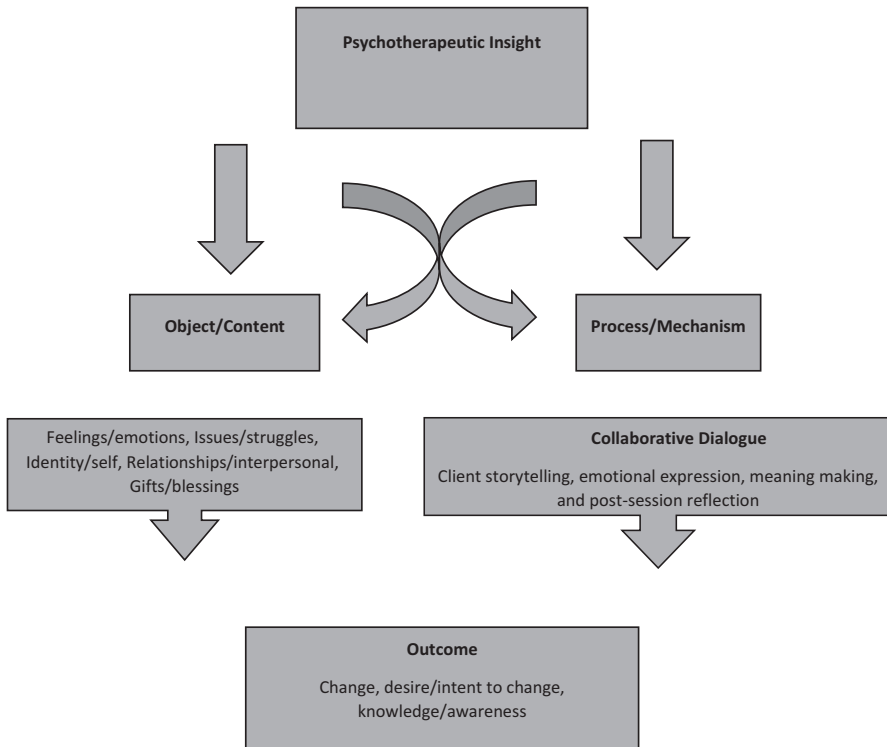 Psychotherapeutic Insight
Object/Content
Process/Mechanism
Feelings/emotions, Issues/struggles,
Identity/self, Relationships/interpersonal,
Gifts/blessings
Collaborative Dialogue
Client storytelling, emotional expression, meaning making,
and post-session reflection
Outcome
Change, desire/intent to change,
knowledge/awareness